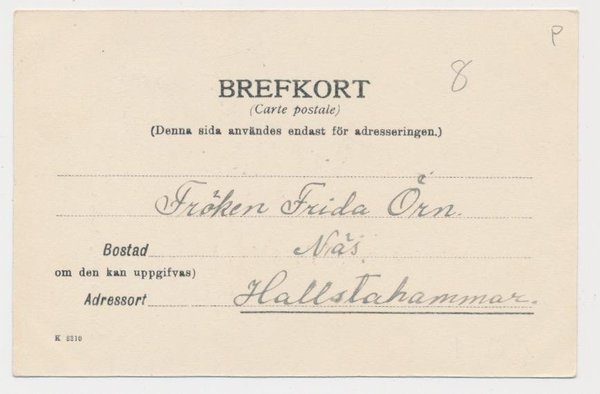 P
8
BREFKORT
(Carte postale)
(Denna sida användes endast för adresseringen.)
Fröken Frida Örn.
Bostad Näs
om den kan uppgifvas)
Adressort Hallstahammar.
K 8310